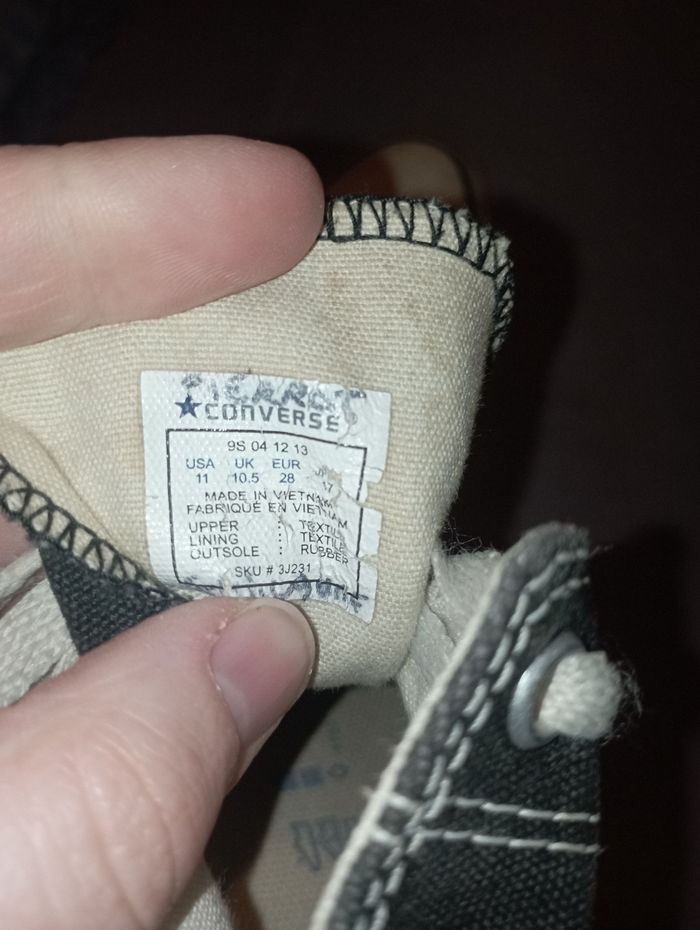 ★CONVERSE
9S 04 12 13
USA UK EUR
11 10.5 28 17
MADE IN VIETNAM
FABRIQUÉ EN VIETNAM
UPPER : TEXTILE
LINING : TEXTILE
OUTSOLE : RUBBER
SKU # 3J231